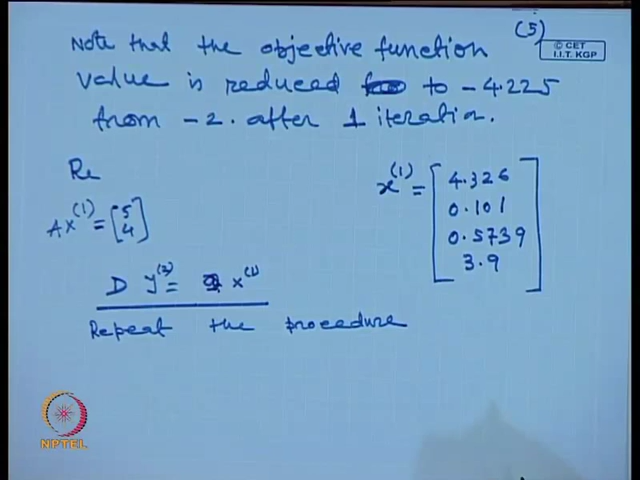 (5)
© CET
I.I.T. KGP
Note that the objective function
value is reduced to -4.225
from -2. after 1 iteration.
Re
x^(1) = [4.326
0.101
0.5739
3.9]
Ax^(1) = [5
4]
D y^(2) = x^(1)
Repeat the procedure
NPTEL